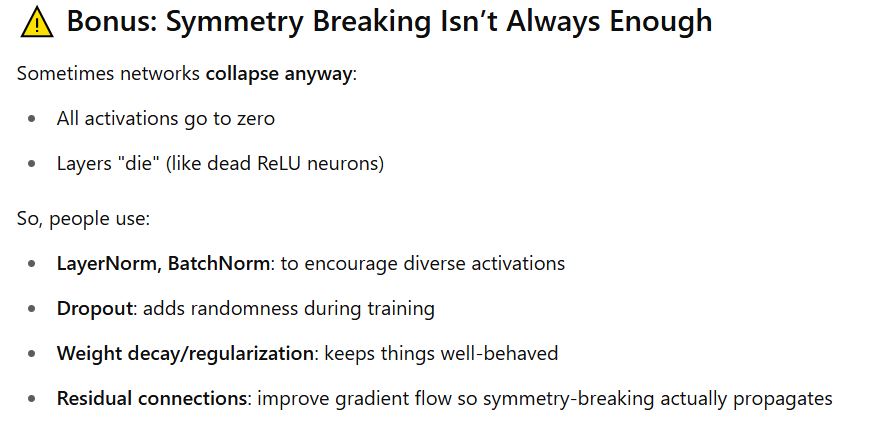 ⚠️ Bonus: Symmetry Breaking Isn’t Always Enough
Sometimes networks collapse anyway:
• All activations go to zero
• Layers "die" (like dead ReLU neurons)
So, people use:
• LayerNorm, BatchNorm: to encourage diverse activations
• Dropout: adds randomness during training
• Weight decay/regularization: keeps things well-behaved
• Residual connections: improve gradient flow so symmetry-breaking actually propagates